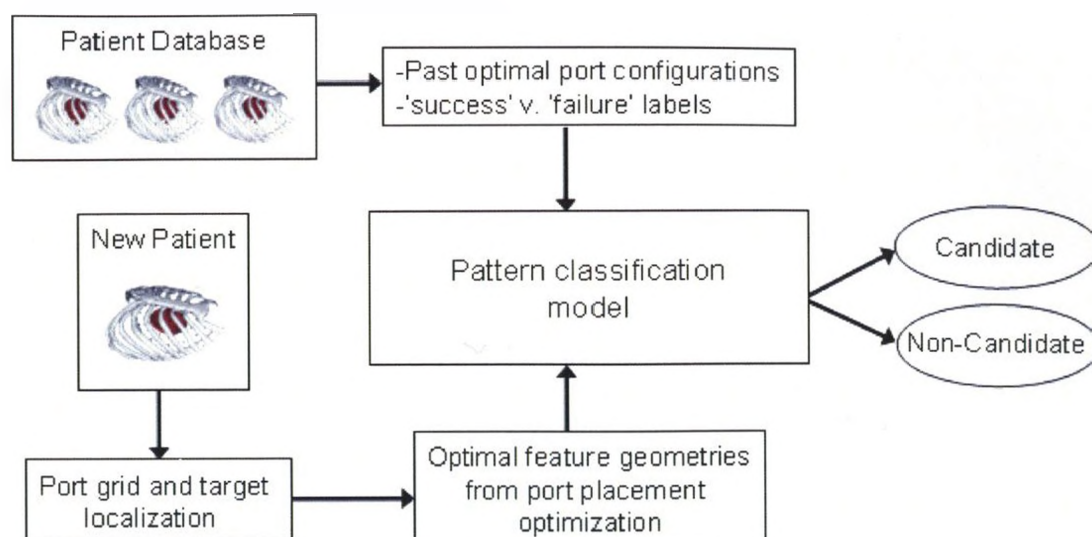 Patient Database
-Past optimal port configurations
-'success' v. 'failure' labels
New Patient
Pattern classification
model
Candidate
Non-Candidate
Port grid and target
localization
Optimal feature geometries
from port placement
optimization